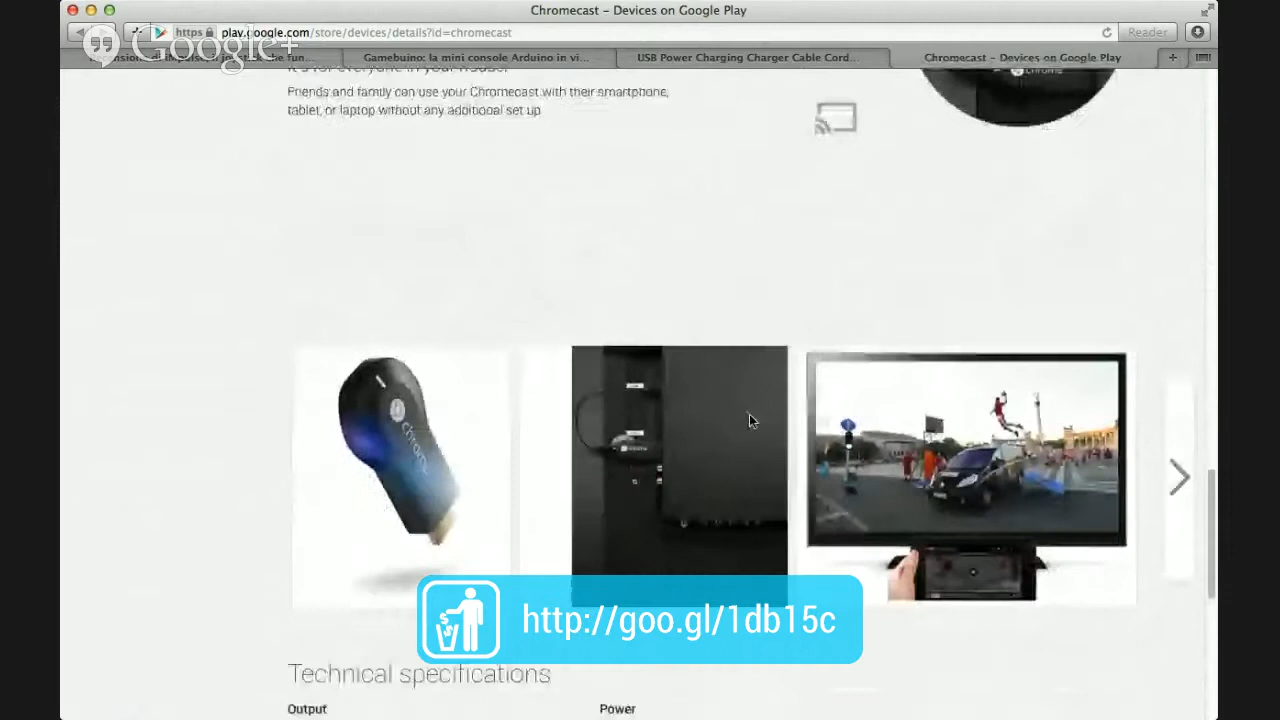 Chromecast – Devices on Google Play
https play.google.com/store/devices/details?id=chromecast
Reader
Google+
Gamebuino: la mini console Arduino in vi...
USB Power Charging Charger Cable Cord...
Chromecast – Devices on Google Play
Friends and family can use your Chromecast with their smartphone,
tablet, or laptop without any additional set up
chrome
http://goo.gl/1db15c
Technical specifications
Output
Power